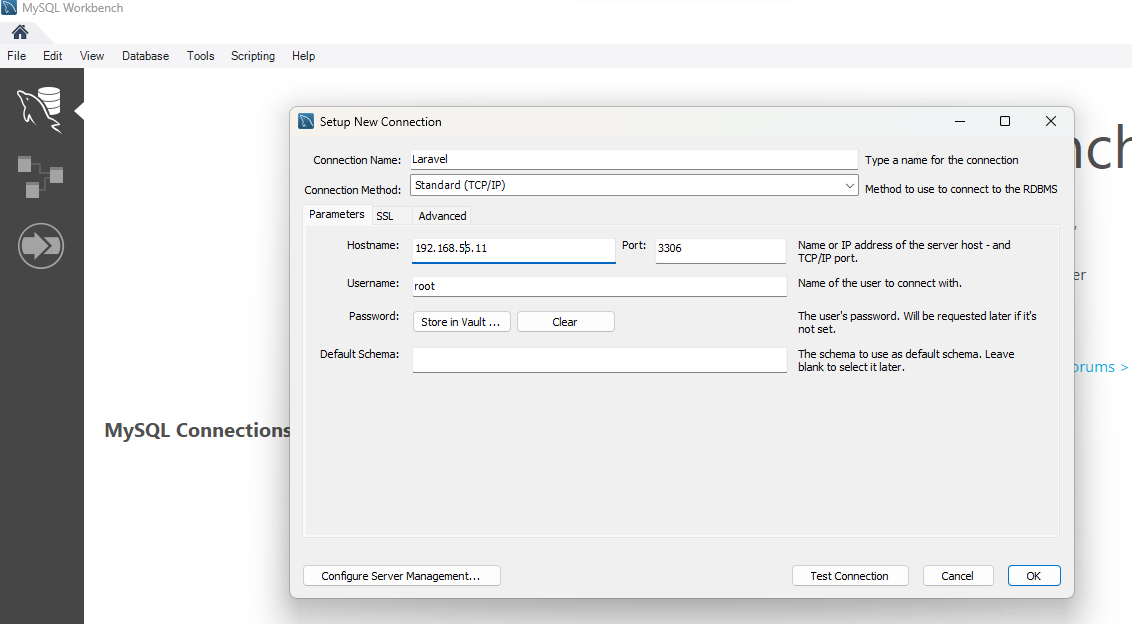 MySQL Workbench
File Edit View Database Tools Scripting Help
Setup New Connection
Connection Name: Laravel Type a name for the connection
Connection Method: Standard (TCP/IP) Method to use to connect to the RDBMS
Parameters SSL Advanced
Hostname: 192.168.55.11 Port: 3306 Name or IP address of the server host - and
TCP/IP port.
Username: root Name of the user to connect with.
Password: Store in Vault ... Clear The user's password. Will be requested later if it's
not set.
Default Schema: The schema to use as default schema. Leave
blank to select it later.
MySQL Connections
Configure Server Management... Test Connection Cancel OK